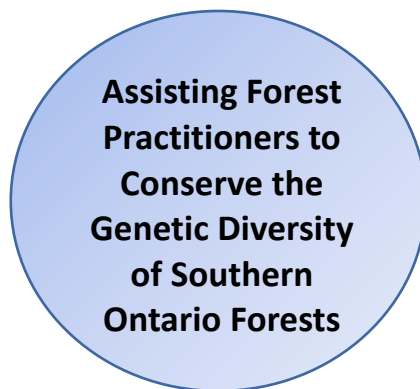 Assisting Forest
Practitioners to
Conserve the
Genetic Diversity
of Southern
Ontario Forests